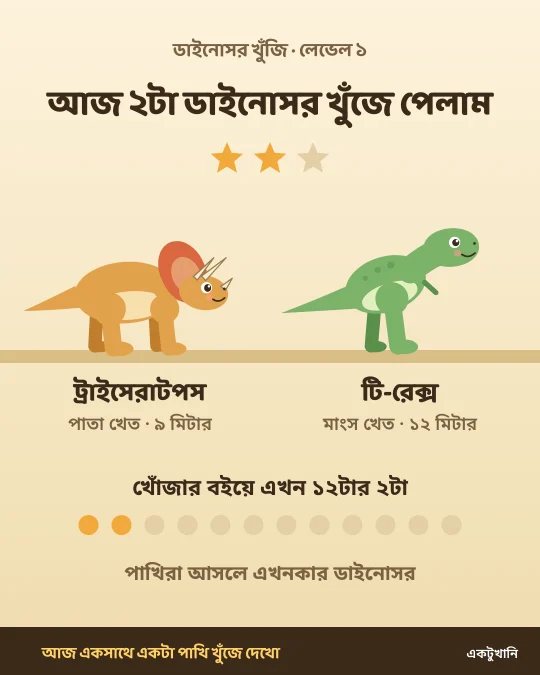 ডাইনোসর খুঁজি · লেভেল ১
আজ ২টা ডাইনোসর খুঁজে পেলাম
ট্রাইসেরাটপস
পাতা খেত · ৯ মিটার
টি-রেক্স
মাংস খেত · ১২ মিটার
খোঁজার বইয়ে এখন ১২টার ২টা
পাখিরা আসলে এখনকার ডাইনোসর
আজ একসাথে একটা পাখি খুঁজে দেখো
একটুখানি